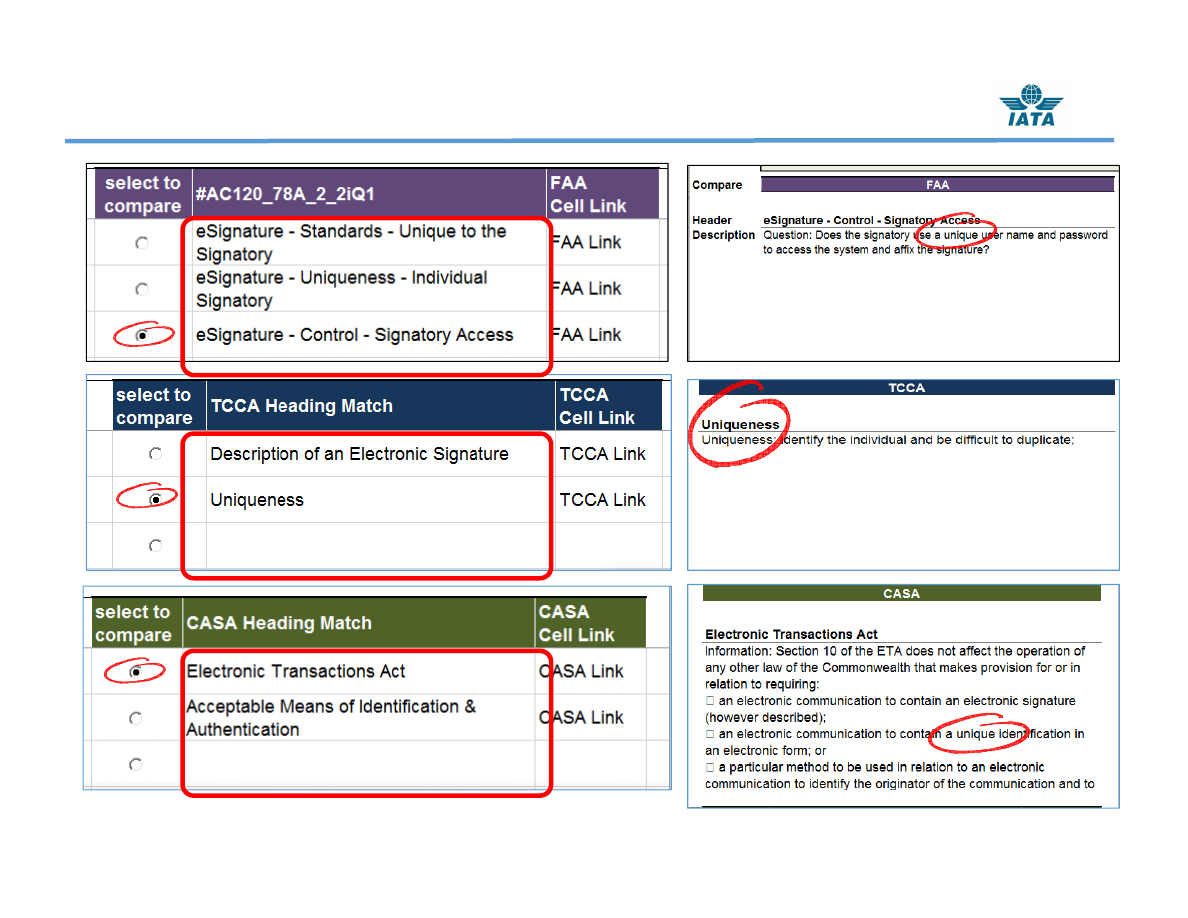 IATA
select to
compare
#AC120_78A_2_2iQ1
FAA
Cell Link
eSignature - Standards - Unique to the
Signatory
FAA Link
eSignature - Uniqueness - Individual
Signatory
FAA Link
eSignature - Control - Signatory Access
FAA Link
Compare
FAA
Header
eSignature - Control - Signatory Access
Description
Question: Does the signatory use a unique user name and password
to access the system and affix the signature?
select to
compare
TCCA Heading Match
TCCA
Cell Link
Description of an Electronic Signature
TCCA Link
Uniqueness
TCCA Link
TCCA
Uniqueness
Uniqueness: identify the individual and be difficult to duplicate;
select to
compare
CASA Heading Match
CASA
Cell Link
Electronic Transactions Act
CASA Link
Acceptable Means of Identification &
Authentication
CASA Link
CASA
Electronic Transactions Act
Information: Section 10 of the ETA does not affect the operation of
any other law of the Commonwealth that makes provision for or in
relation to requiring:
□ an electronic communication to contain an electronic signature
(however described);
□ an electronic communication to contain a unique identification in
an electronic form; or
□ a particular method to be used in relation to an electronic
communication to identify the originator of the communication and to